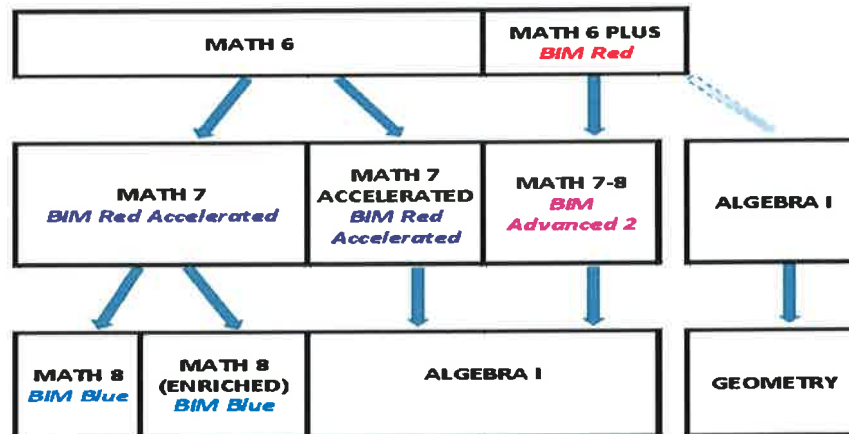 MATH 6
MATH 6 PLUS
BIM Red
MATH 7
BIM Red Accelerated
MATH 7
ACCELERATED
BIM Red
Accelerated
MATH 7-8
BIM
Advanced 2
ALGEBRA I
MATH 8
BIM Blue
MATH 8
(ENRICHED)
BIM Blue
ALGEBRA I
GEOMETRY